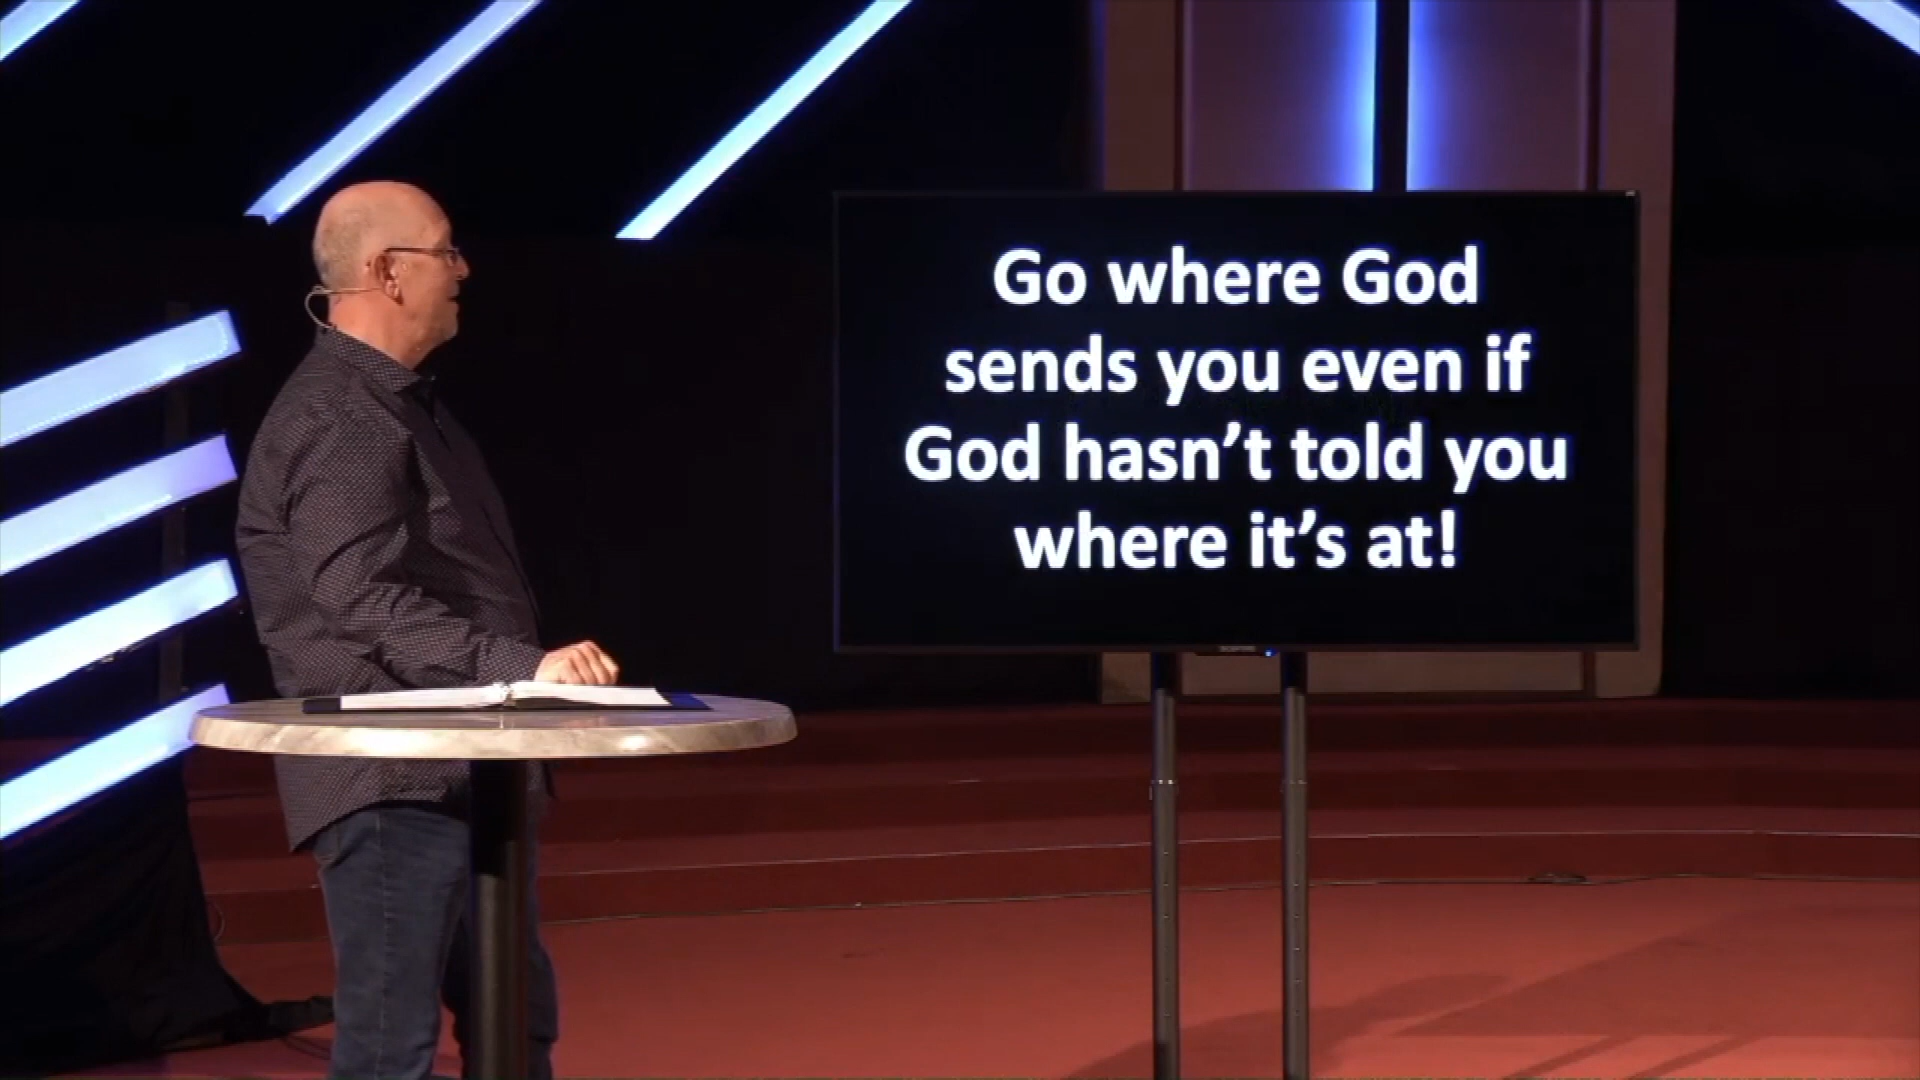 Go where God
sends you even if
God hasn’t told you
where it’s at!